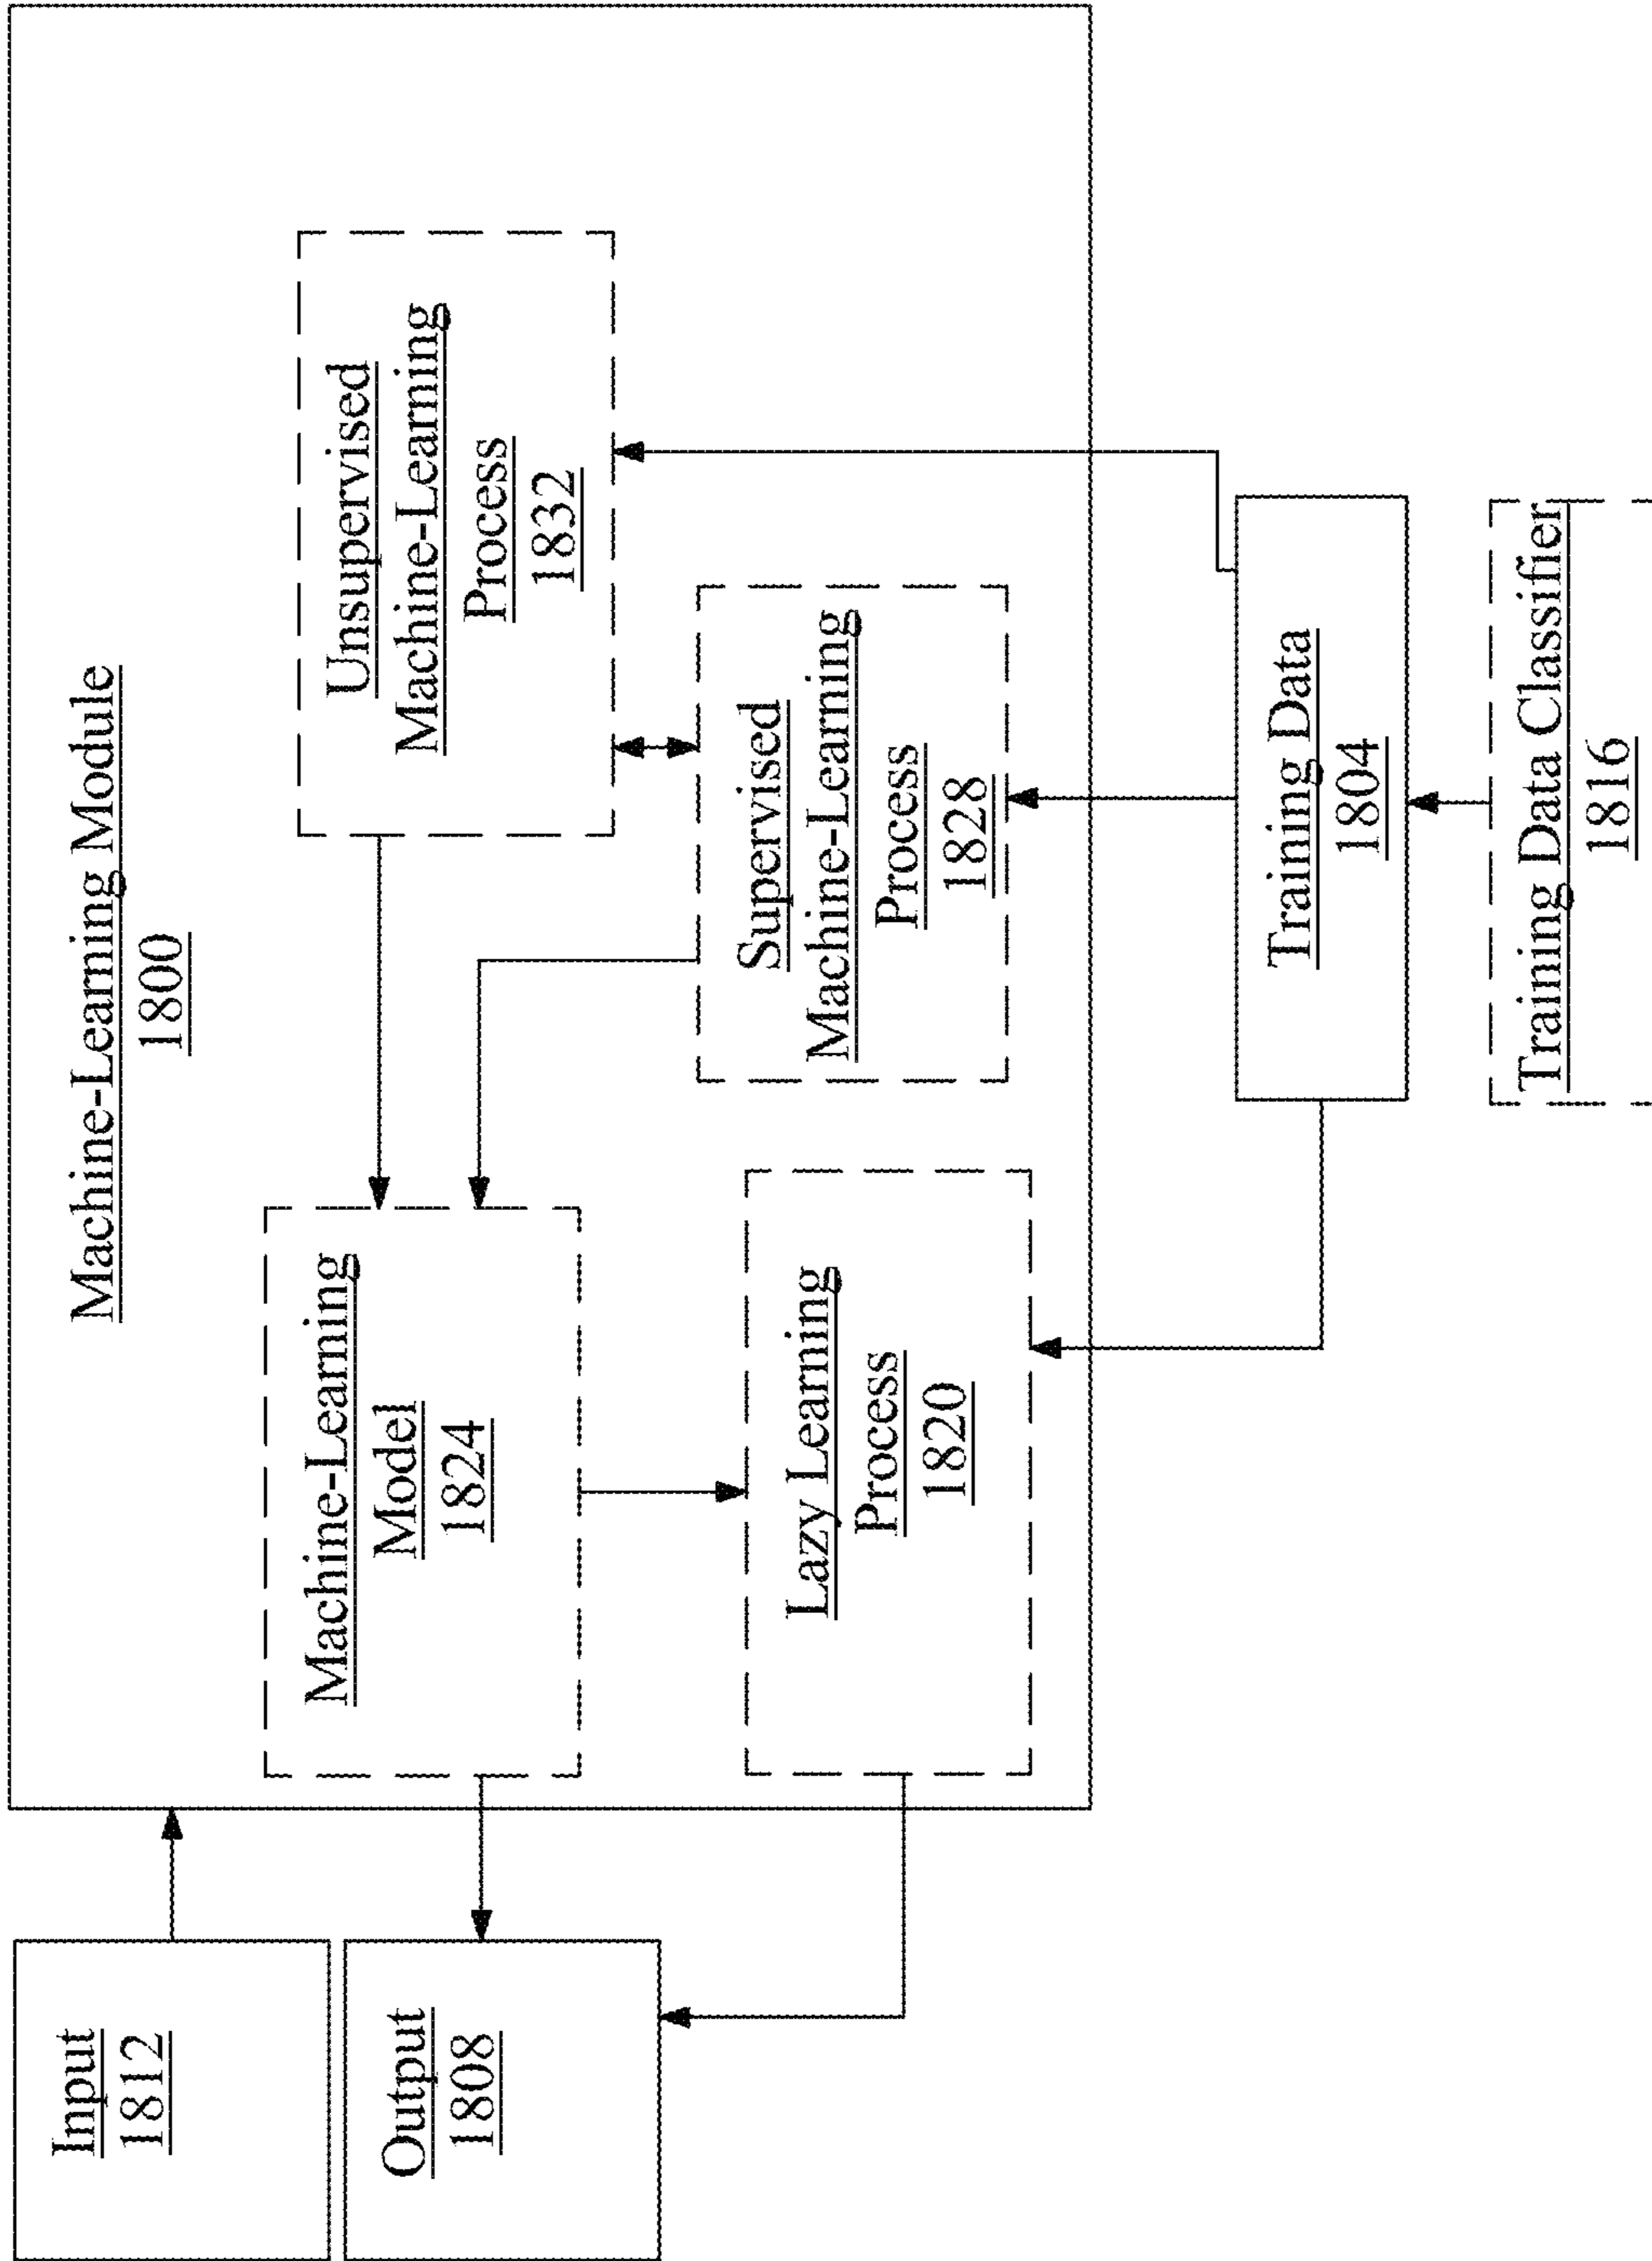 Machine-Learning Module
1800
Input
1812
Output
1808
Machine-Learning
Model
1824
Unsupervised
Machine-Learning
Process
1832
Lazy Learning
Process
1820
Supervised
Machine-Learning
Process
1828
Training Data
1804
Training Data Classifier
1816